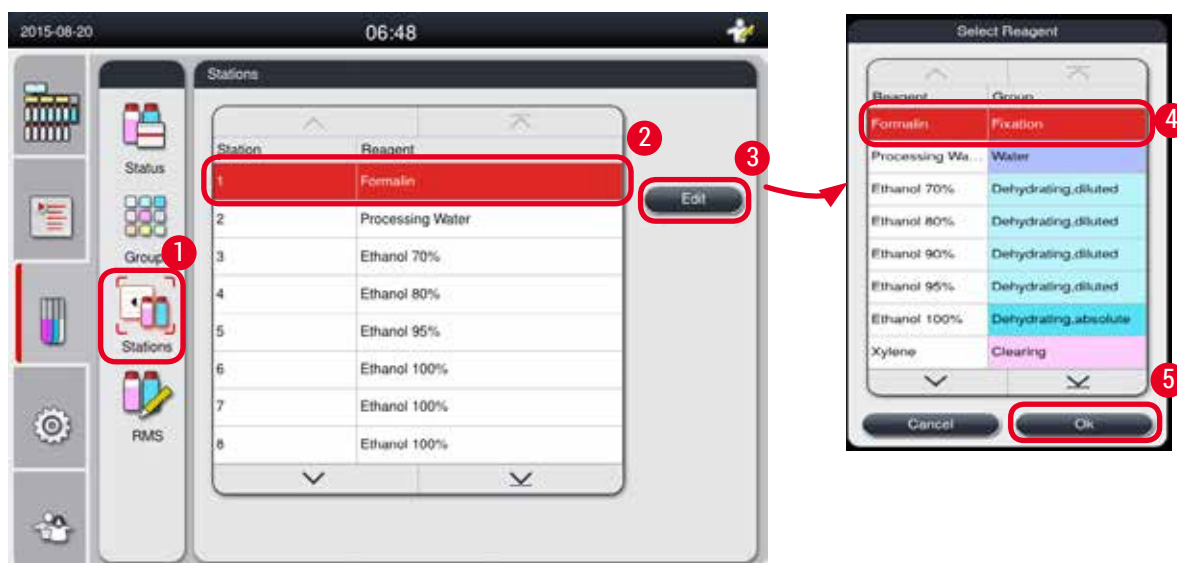 2015-08-20 06:48
Stations
Status
Group
Stations
RMS
Station Reagent
1 Formalin
2 Processing Water
3 Ethanol 70%
4 Ethanol 80%
5 Ethanol 95%
6 Ethanol 100%
7 Ethanol 100%
8 Ethanol 100%
Edit
1
2
3
Select Reagent
Reagent Group
Formalin Fixation
Processing Wa... Water
Ethanol 70% Dehydrating,diluted
Ethanol 80% Dehydrating,diluted
Ethanol 90% Dehydrating,diluted
Ethanol 95% Dehydrating,diluted
Ethanol 100% Dehydrating,absolute
Xylene Clearing
Cancel Ok
4
5